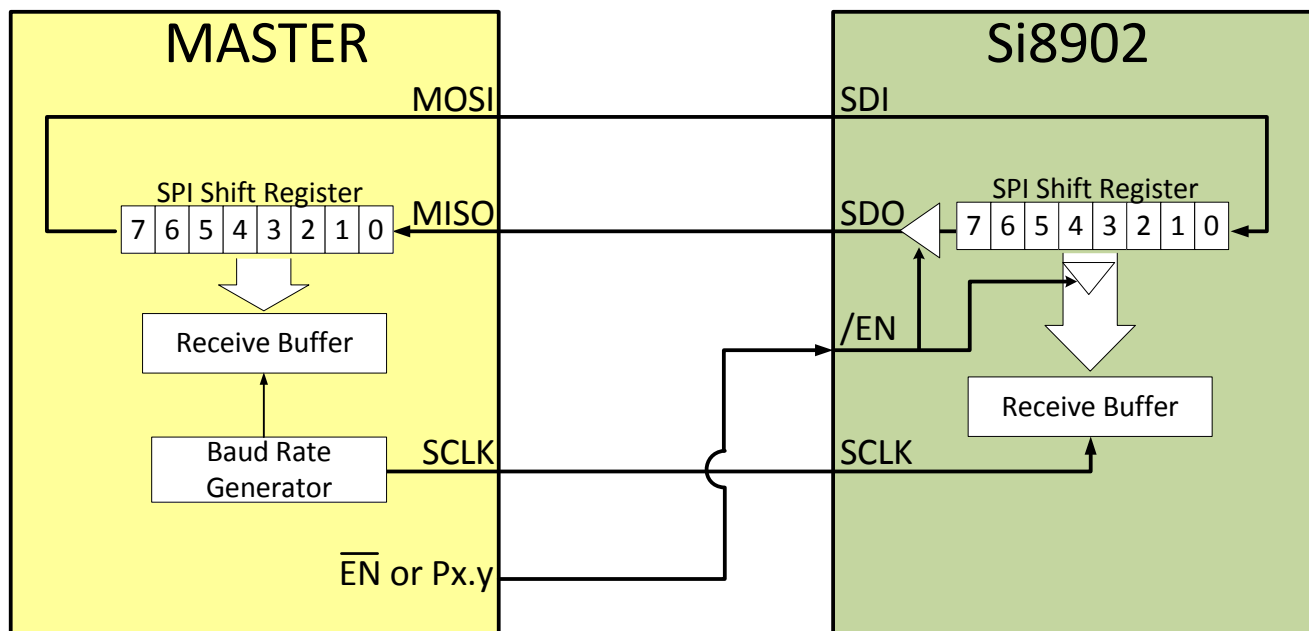 MASTER
MOSI
SPI Shift Register
7 6 5 4 3 2 1 0
MISO
Receive Buffer
Baud Rate
Generator
SCLK
E̅N̅ or Px.y
Si8902
SDI
SPI Shift Register
SDO
7 6 5 4 3 2 1 0
/EN
Receive Buffer
SCLK